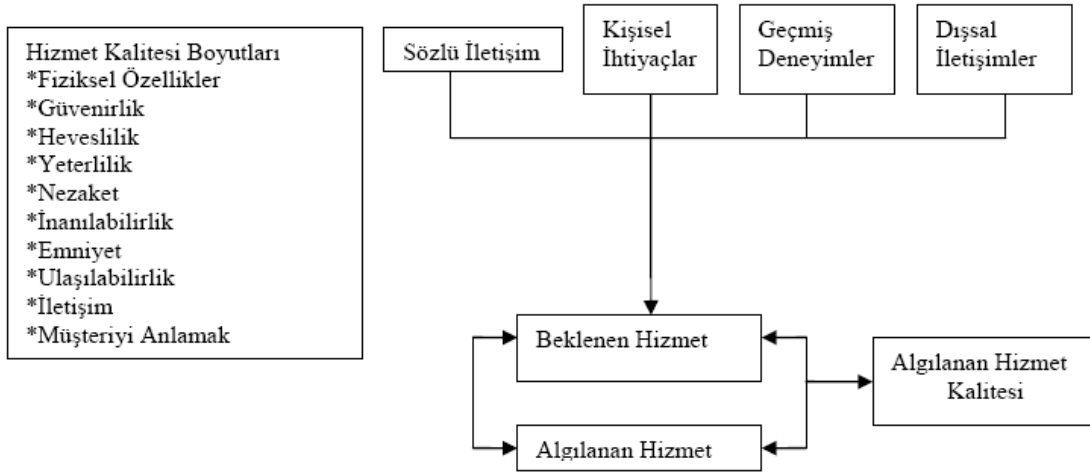 Hizmet Kalitesi Boyutları
*Fiziksel Özellikler
*Güvenirlik
*Heveslilik
*Yeterlilik
*Nezaket
*İnanılabilirlik
*Emniyet
*Ulaşılabilirlik
*İletişim
*Müşteriyi Anlamak
Sözlü İletişim
Kişisel
İhtiyaçlar
Geçmiş
Deneyimler
Dışsal
İletişimler
Beklenen Hizmet
Algılanan Hizmet
Algılanan Hizmet
Kalitesi